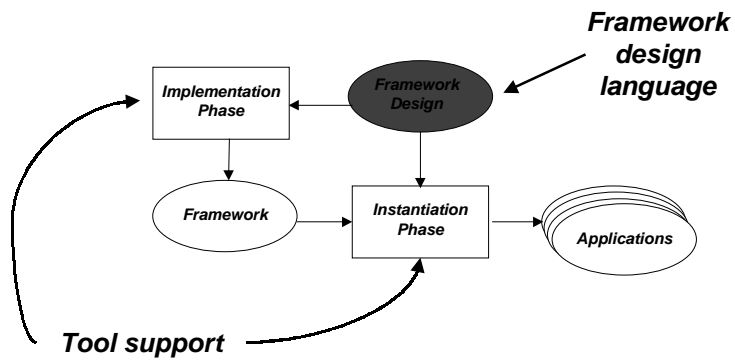 Framework
design
language
Implementation
Phase
Framework
Design
Framework
Instantiation
Phase
Applications
Tool support